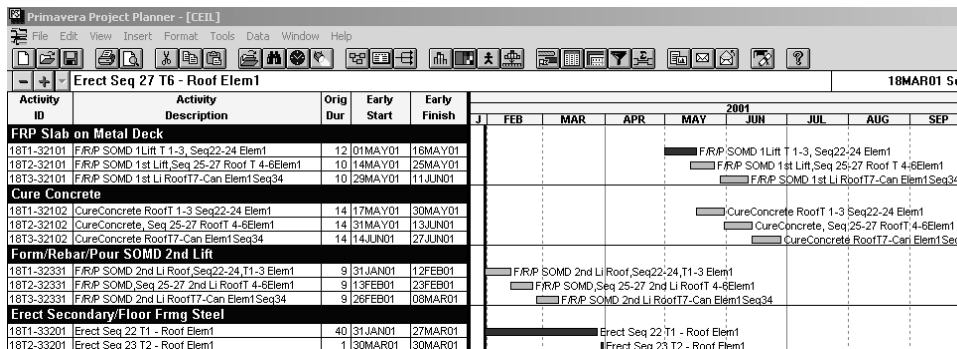 Primavera Project Planner - [CEIL]
File Edit View Insert Format Tools Data Window Help
Erect Seq 27 T6 - Roof Elem1 18MAR01 Se
Activity ID Activity Description Orig Dur Early Start Early Finish 2001
J FEB MAR APR MAY JUN JUL AUG SEP
FRP Slab on Metal Deck
18T1-32101 F/R/P SOMD 1Lift T 1-3, Seq22-24 Elem1 12 01MAY01 16MAY01 F/R/P SOMD 1Lift T 1-3, Seq22-24 Elem1
18T2-32101 F/R/P SOMD 1st Lift,Seq 25-27 Roof T 4-6Elem1 10 14MAY01 25MAY01 F/R/P SOMD 1st Lift,Seq 25-27 Roof T 4-6Elem1
18T3-32101 F/R/P SOMD 1st Li RoofT7-Can Elem1Seq34 10 29MAY01 11JUN01 F/R/P SOMD 1st Li RoofT7-Can Elem1Seq34
Cure Concrete
18T1-32102 CureConcrete RoofT 1-3 Seq22-24 Elem1 14 17MAY01 30MAY01 CureConcrete RoofT 1-3 Seq22-24 Elem1
18T2-32102 CureConcrete, Seq 25-27 RoofT 4-6Elem1 14 31MAY01 13JUN01 CureConcrete, Seq 25-27 RoofT 4-6Elem1
18T3-32102 CureConcrete RoofT7-Can Elem1Seq34 14 14JUN01 27JUN01 CureConcrete RoofT7-Can Elem1Sec
Form/Rebar/Pour SOMD 2nd Lift
18T1-32331 F/R/P SOMD 2nd Li Roof,Seq22-24,T1-3 Elem1 9 31JAN01 12FEB01 F/R/P SOMD 2nd Li Roof,Seq22-24,T1-3 Elem1
18T2-32331 F/R/P SOMD,Seq 25-27 2nd Lift RoofT 4-6Elem1 9 13FEB01 23FEB01 F/R/P SOMD,Seq 25-27 2nd Lift RoofT 4-6Elem1
18T3-32331 F/R/P SOMD 2nd Li RoofT7-Can Elem1Seq34 9 26FEB01 08MAR01 F/R/P SOMD 2nd Li RoofT7-Can Elem1Seq34
Erect Secondary/Floor Frmg Steel
18T1-33201 Erect Seq 22 T1 - Roof Elem1 40 31JAN01 27MAR01 Erect Seq 22 T1 - Roof Elem1
18T2-33201 Erect Seq 23 T2 - Roof Elem1 1 30MAR01 30MAR01 Erect Seq 23 T2 - Roof Elem1